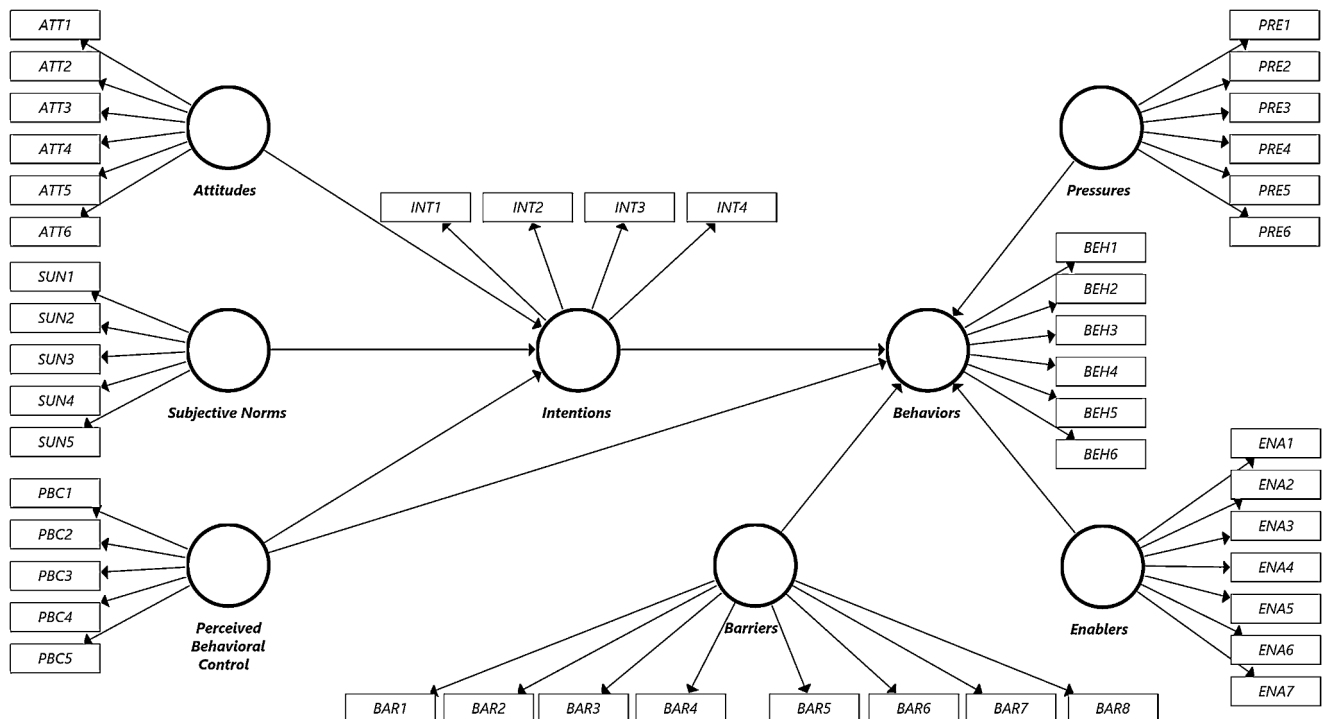 ATT1
ATT2
ATT3
ATT4
ATT5
ATT6
Attitudes
SUN1
SUN2
SUN3
SUN4
SUN5
Subjective Norms
PBC1
PBC2
PBC3
PBC4
PBC5
Perceived
Behavioral
Control
INT1 INT2 INT3 INT4
Intentions
PRE1
PRE2
PRE3
PRE4
PRE5
PRE6
Pressures
BEH1
BEH2
BEH3
BEH4
BEH5
BEH6
Behaviors
ENA1
ENA2
ENA3
ENA4
ENA5
ENA6
ENA7
Enablers
Barriers
BAR1 BAR2 BAR3 BAR4 BAR5 BAR6 BAR7 BAR8